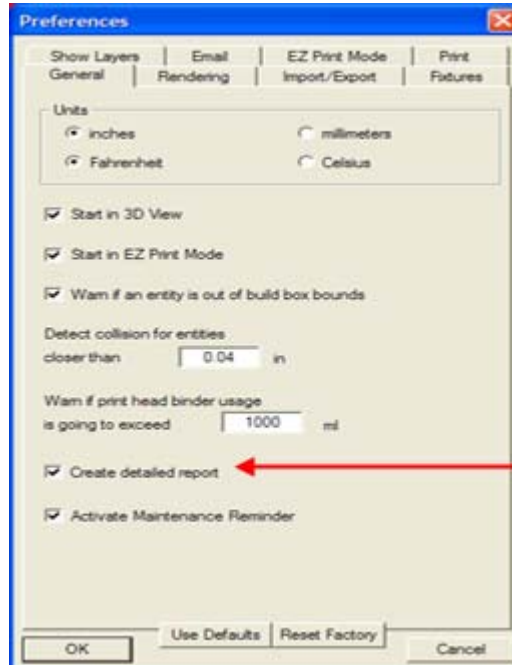 Preferences
Show Layers Email EZ Print Mode Print
General Rendering Import/Export Fixtures
Units
inches millimeters
Fahrenheit Celsius
Start in 3D View
Start in EZ Print Mode
Warn if an entity is out of build box bounds
Detect collision for entities
closer than 0.04 in
Warn if print head binder usage
is going to exceed 1000 ml
Create detailed report
Activate Maintenance Reminder
Use Defaults Reset Factory
OK Cancel